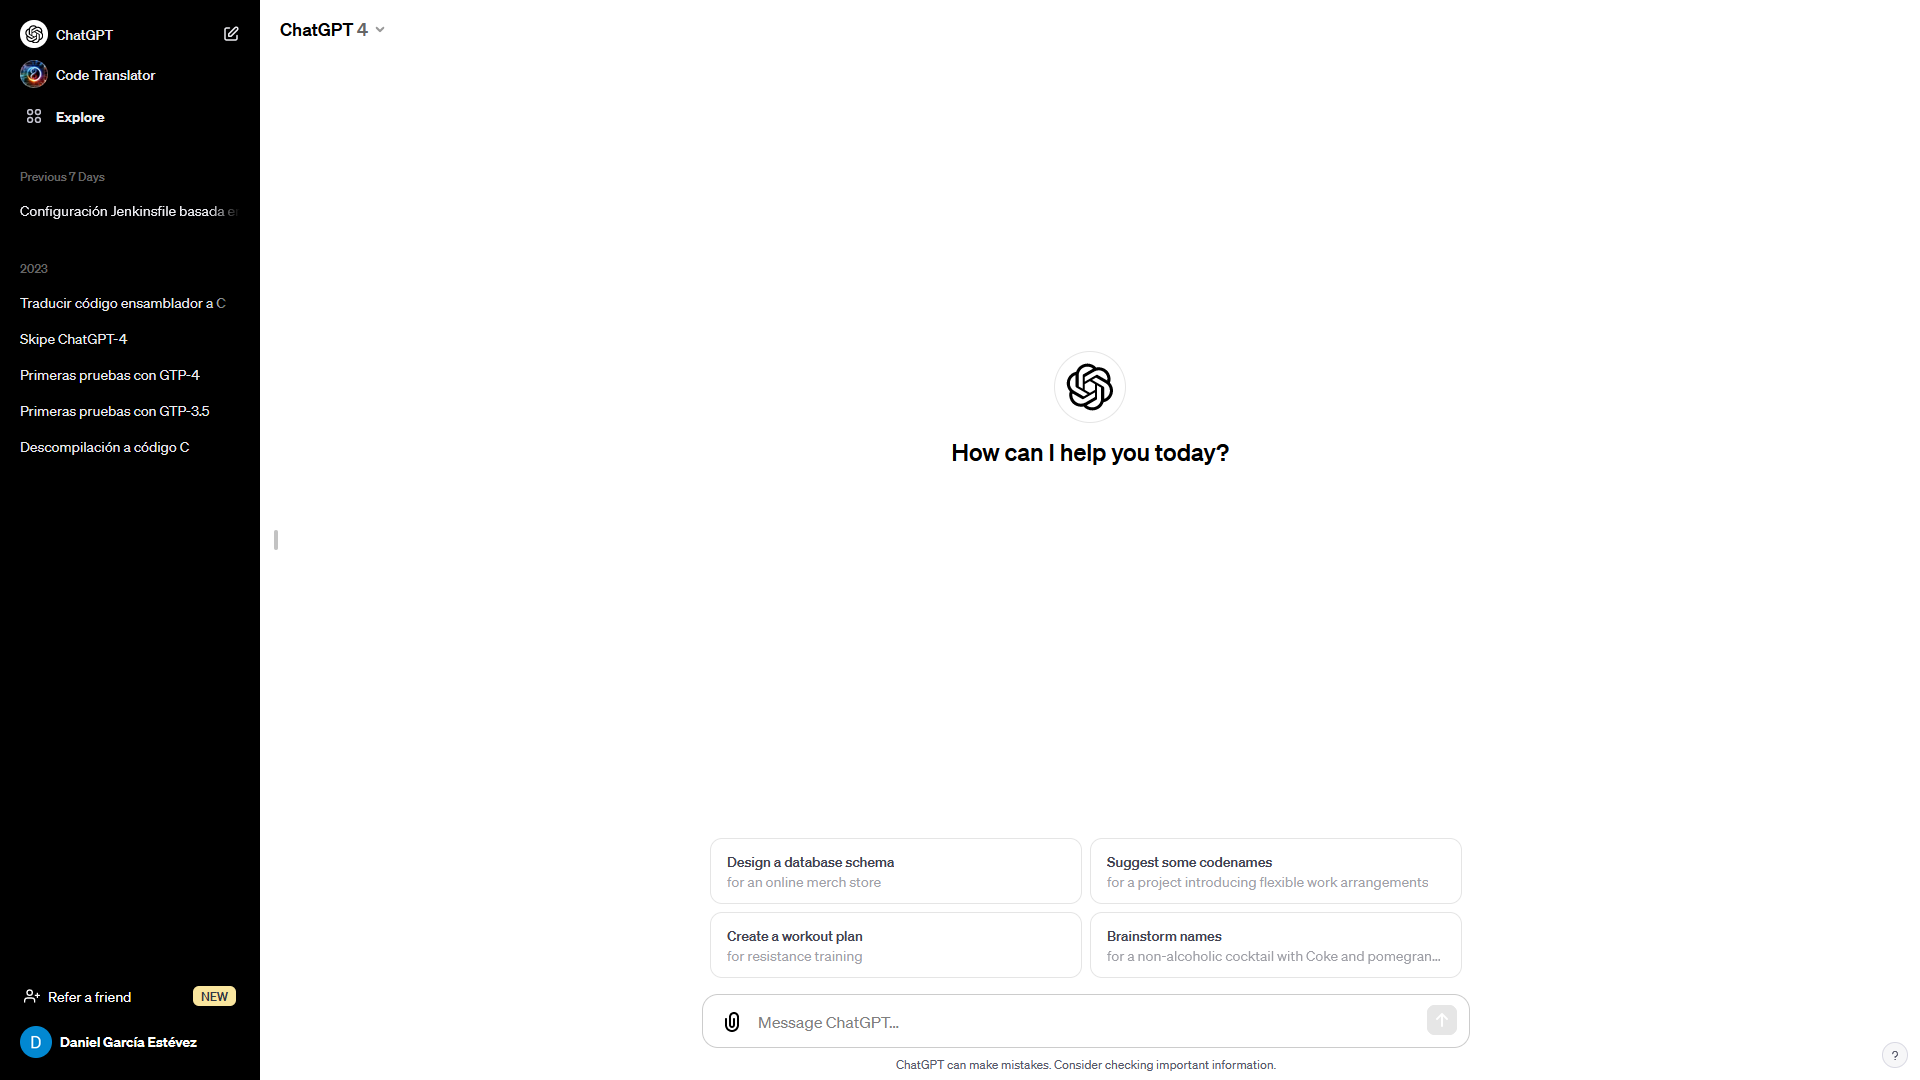 ChatGPT
Code Translator
Explore
Previous 7 Days
Configuración Jenkinsfile basada
2023
Traducir código ensamblador a C
Skipe ChatGPT-4
Primeras pruebas con GTP-4
Primeras pruebas con GTP-3.5
Descompilación a código C
Refer a friend
NEW
D
Daniel García Estévez
ChatGPT 4
How can I help you today?
Design a database schema
for an online merch store
Suggest some codenames
for a project introducing flexible work arrangements
Create a workout plan
for resistance training
Brainstorm names
for a non-alcoholic cocktail with Coke and pomegran...
Message ChatGPT...
ChatGPT can make mistakes. Consider checking important information.
?